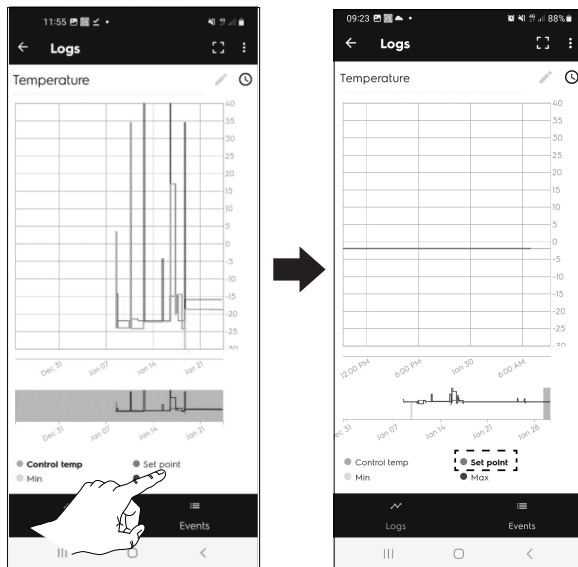 11:55
Logs
Temperature
40
35
30
25
20
15
10
5
0
-5
-10
-15
-20
-25
-30
Dec 31 Jan 07 Jan 14 Jan 21
Dec 31 Jan 07 Jan 14 Jan 21
Control temp Set point
Min
Events
09:23 88%
Logs
Temperature
40
35
30
25
20
15
10
5
0
-5
-10
-15
-20
-25
-30
12:00 PM 6:00 PM Jan 30 6:00 AM
Jan 07 Jan 14 Jan 21 Jan 28
Control temp Set point
Min Max
Logs Events